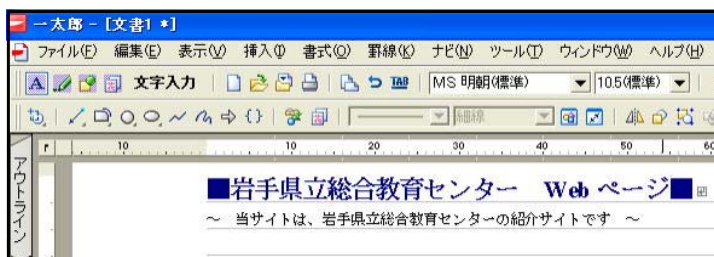 一太郎 - [文書1 *]
ファイル(F) 編集(E) 表示(V) 挿入(I) 書式(O) 罫線(K) ナビ(N) ツール(T) ウィンドウ(W) ヘルプ(H)
文字入力 TAB MS 明朝(標準) 10.5(標準)
細線
10 10 20 30 40 50 60
アウトライン
■岩手県立総合教育センター Web ページ■
～ 当サイトは、岩手県立総合教育センターの紹介サイトです ～